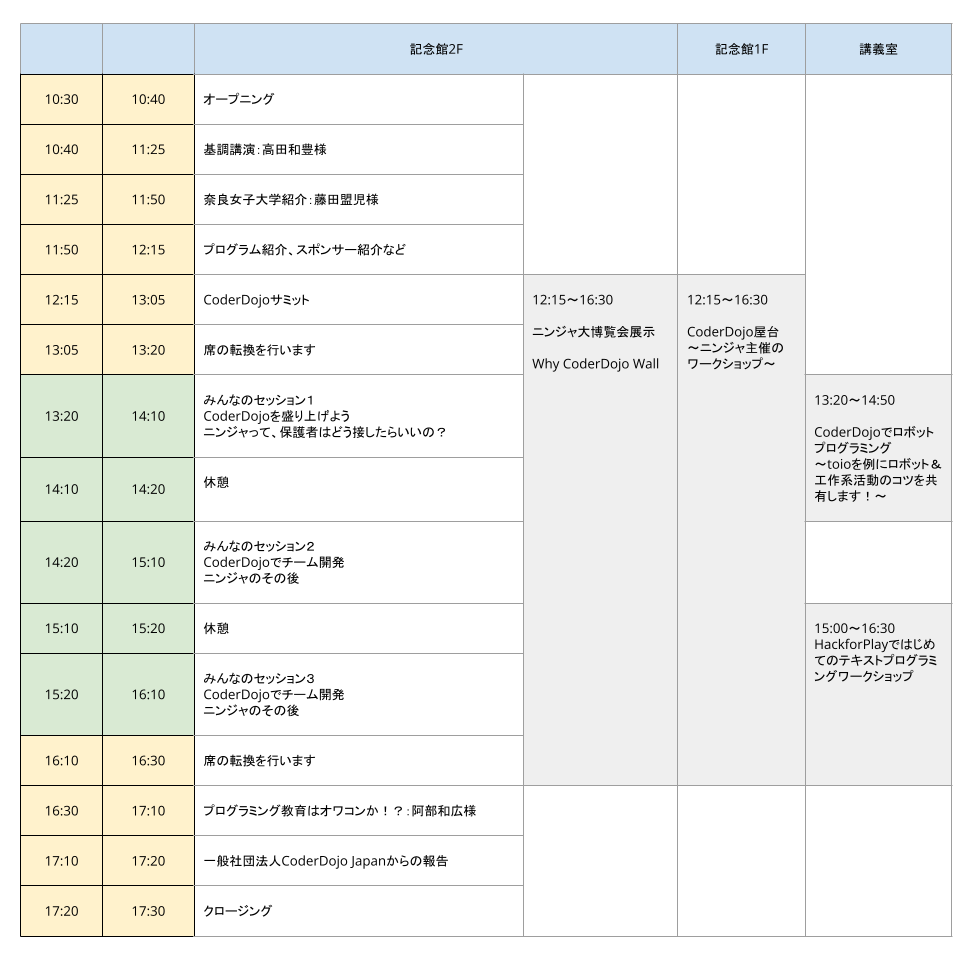 記念館2F
記念館1F
講義室
10:30 10:40 オープニング
10:40 11:25 基調講演：高田和豊様
11:25 11:50 奈良女子大学紹介：藤田盟児様
11:50 12:15 プログラム紹介、スポンサー紹介など
12:15 13:05 CoderDojoサミット
12:15〜16:30
ニンジャ大博覧会展示
Why CoderDojo Wall
12:15〜16:30
CoderDojo屋台
〜ニンジャ主催の
ワークショップ〜
13:05 13:20 席の転換を行います
13:20 14:10
みんなのセッション１
CoderDojoを盛り上げよう
ニンジャって、保護者はどう接したらいいの？
13:20〜14:50
CoderDojoでロボット
プログラミング
〜toioを例にロボット＆
工作系活動のコツを共
有します！〜
14:10 14:20 休憩
14:20 15:10
みんなのセッション２
CoderDojoでチーム開発
ニンジャのその後
15:10 15:20 休憩
15:00〜16:30
HackforPlayではじめ
てのテキストプログラミ
ングワークショップ
15:20 16:10
みんなのセッション３
CoderDojoでチーム開発
ニンジャのその後
16:10 16:30 席の転換を行います
16:30 17:10 プログラミング教育はオワコンか！？：阿部和広様
17:10 17:20 一般社団法人CoderDojo Japanからの報告
17:20 17:30 クロージング